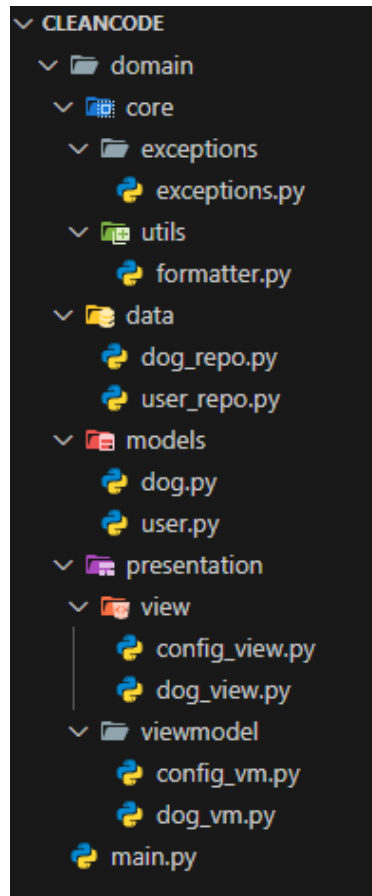 CLEANCODE
domain
core
exceptions
exceptions.py
utils
formatter.py
data
dog_repo.py
user_repo.py
models
dog.py
user.py
presentation
view
config_view.py
dog_view.py
viewmodel
config_vm.py
dog_vm.py
main.py